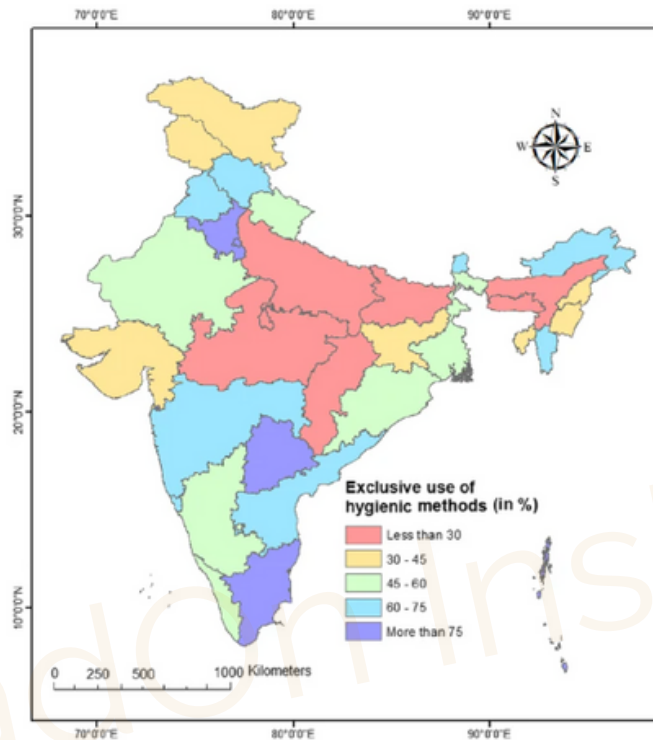 70°0'0"E 80°0'0"E 90°0'0"E
N
W E
S
30°0'0"N
20°0'0"N
10°0'0"N
Exclusive use of
hygienic methods (in %)
Less than 30
30 - 45
45 - 60
60 - 75
More than 75
0 250 500 1000 Kilometers
70°0'0"E 80°0'0"E 90°0'0"E